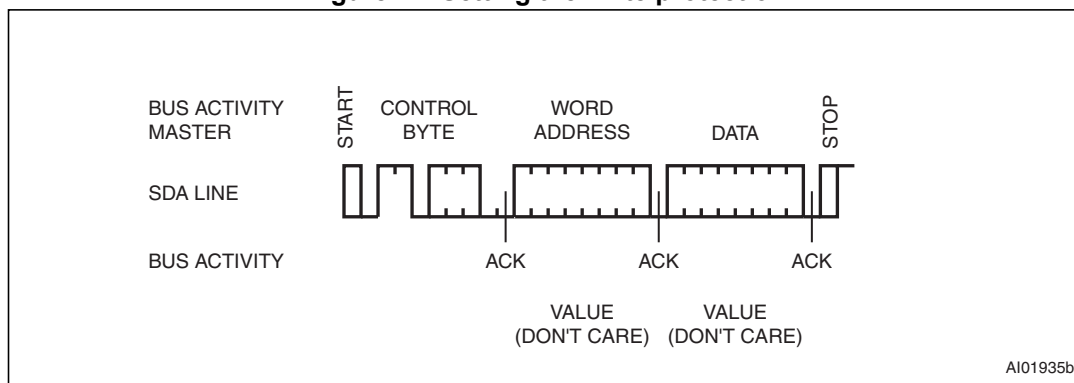 BUS ACTIVITY
MASTER
START
CONTROL
BYTE
WORD
ADDRESS
DATA
STOP
SDA LINE
BUS ACTIVITY
ACK
ACK
ACK
VALUE
(DON'T CARE)
VALUE
(DON'T CARE)
AI01935b